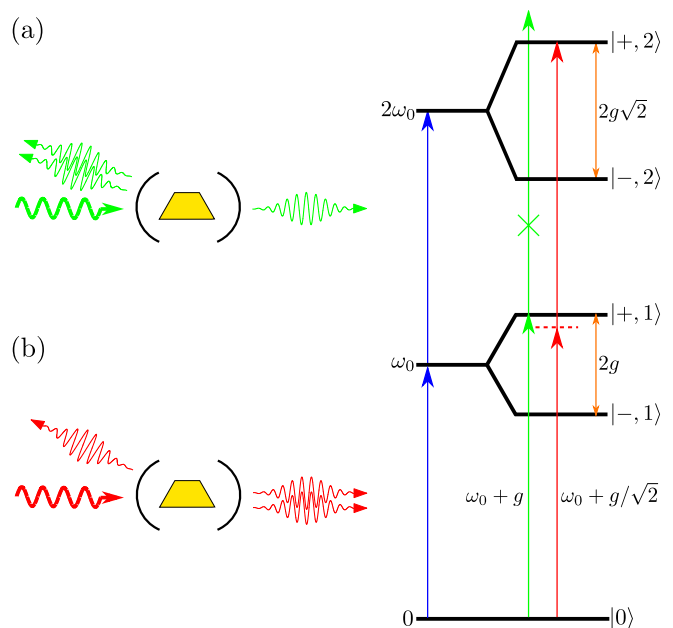 (a)
(b)
|+, 2⟩
2ω₀
2g√2
|−, 2⟩
|+, 1⟩
ω₀
2g
|−, 1⟩
ω₀ + g
ω₀ + g/√2
0
|0⟩